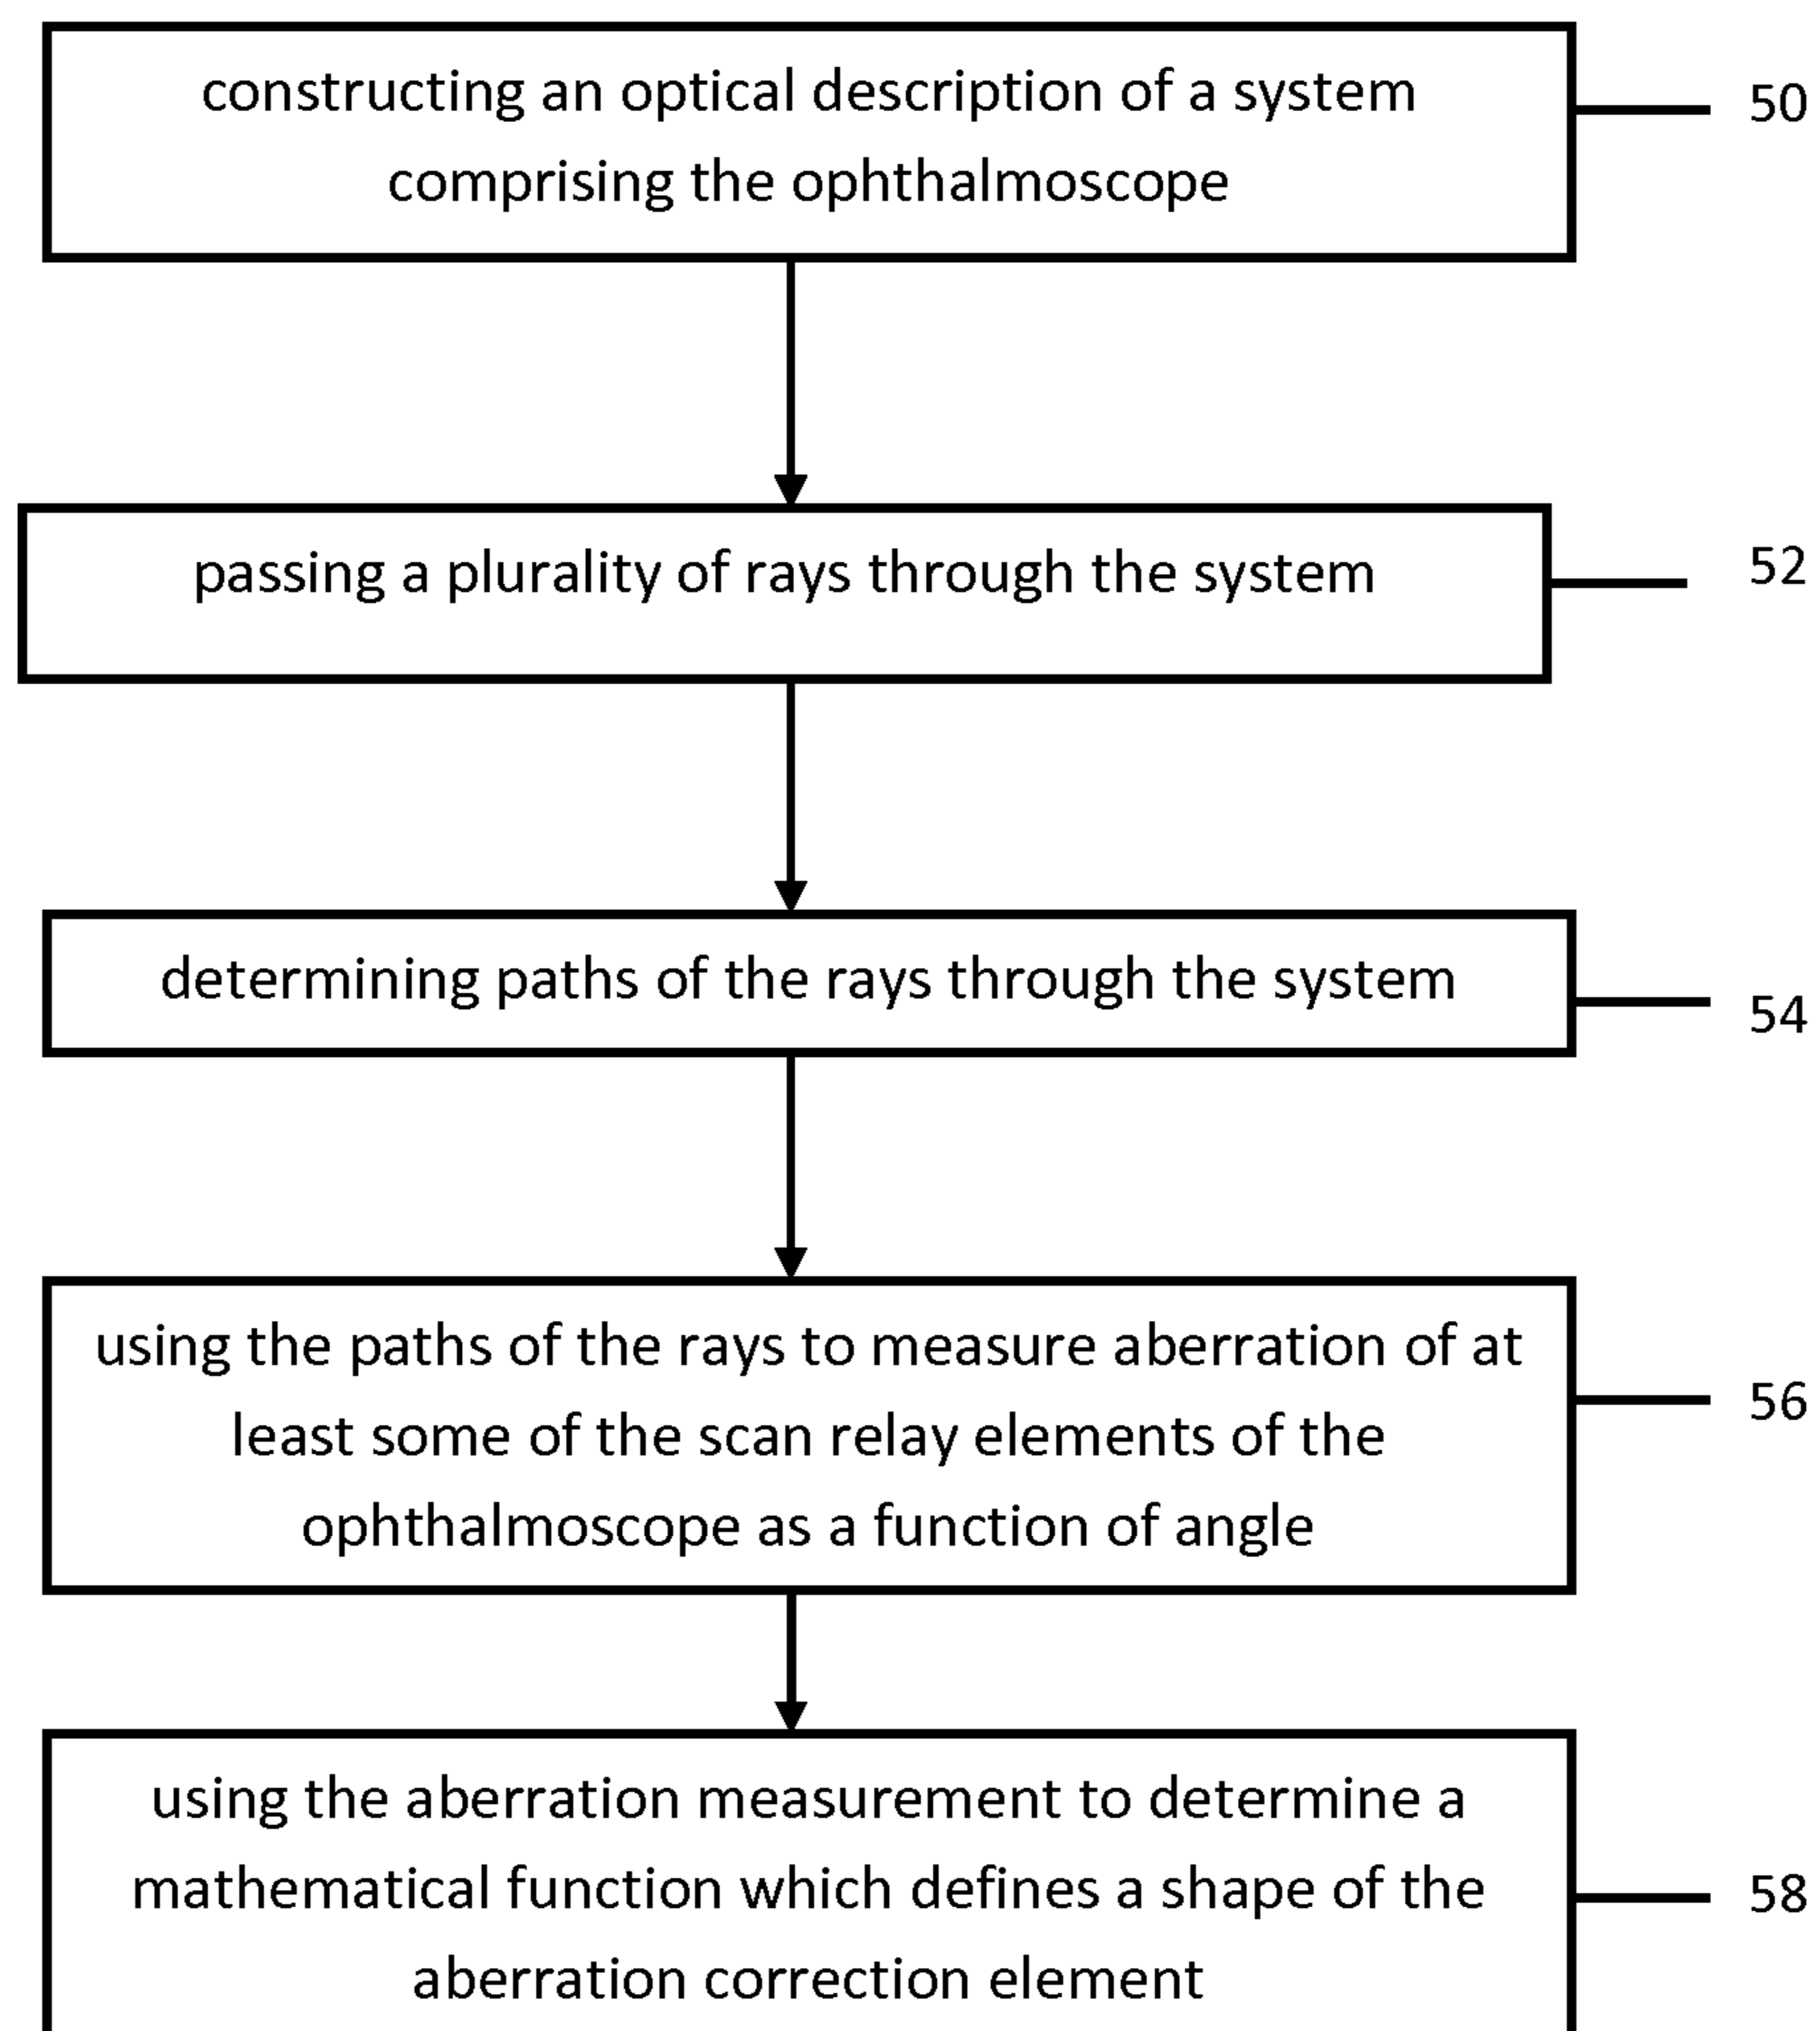 constructing an optical description of a system
comprising the ophthalmoscope
50
passing a plurality of rays through the system
52
determining paths of the rays through the system
54
using the paths of the rays to measure aberration of at
least some of the scan relay elements of the
ophthalmoscope as a function of angle
56
using the aberration measurement to determine a
mathematical function which defines a shape of the
aberration correction element
58